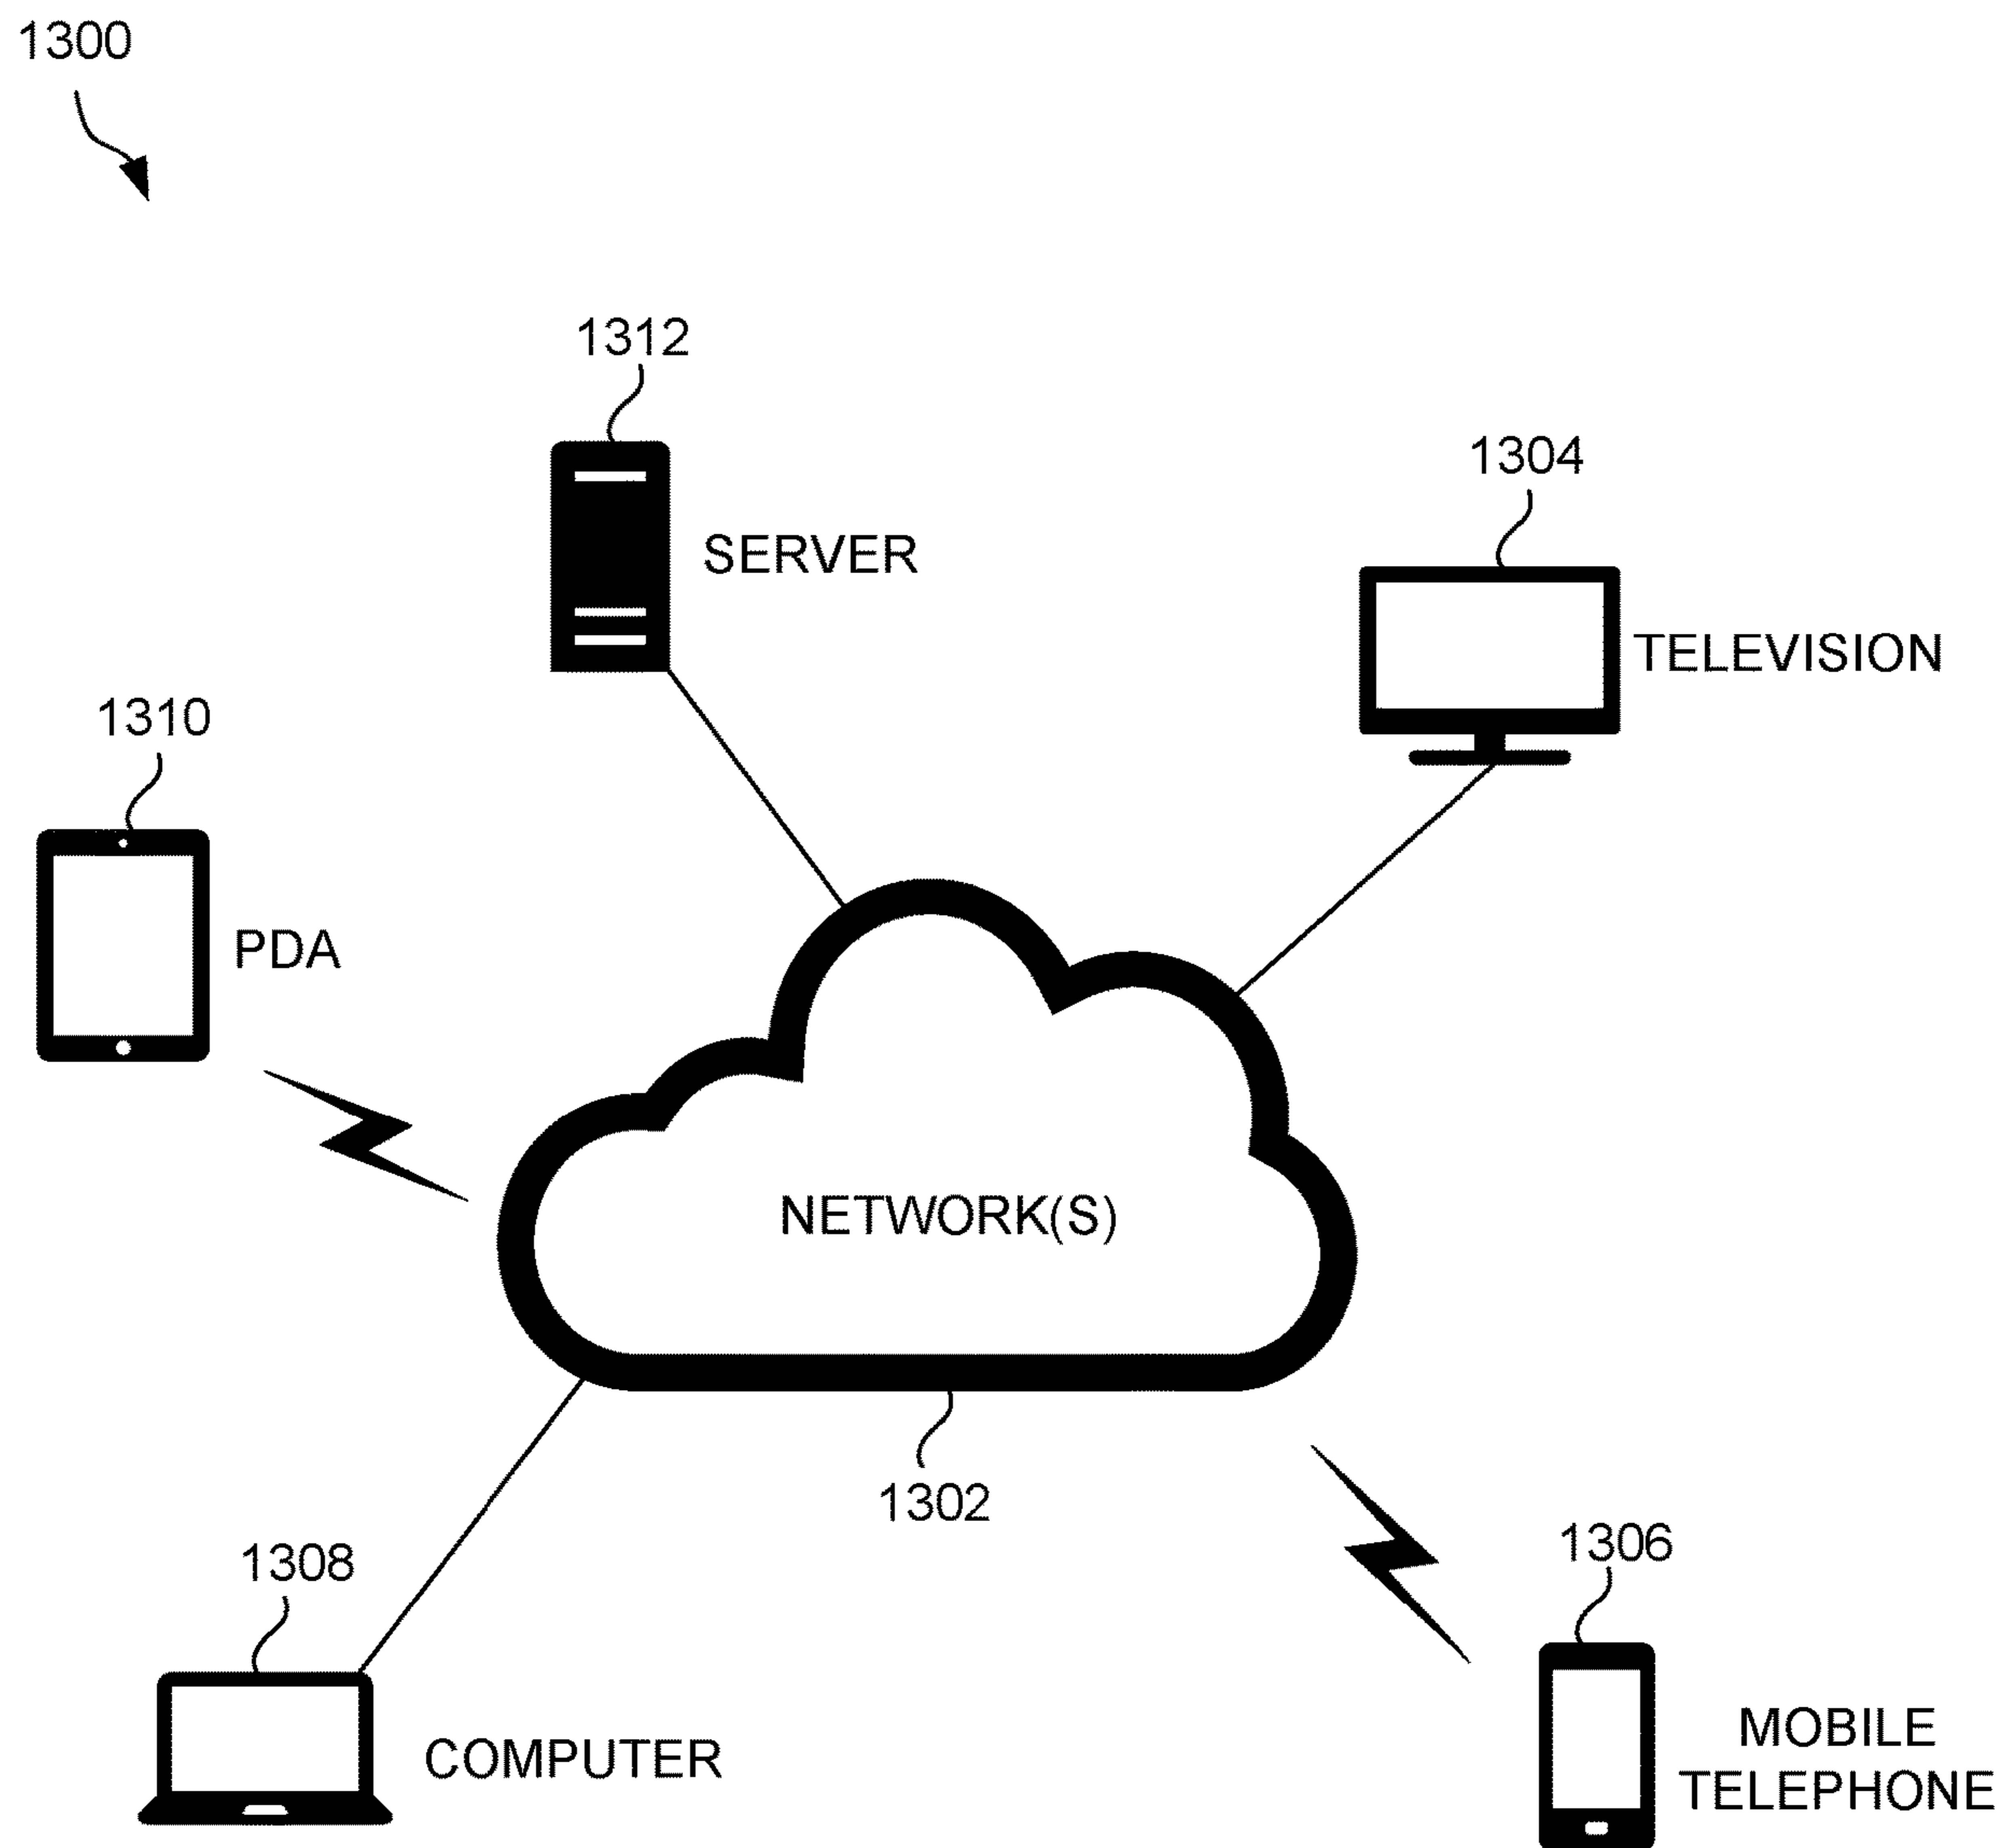 1300
1312
SERVER
1304
TELEVISION
1310
PDA
NETWORK(S)
1302
1308
COMPUTER
1306
MOBILE
TELEPHONE